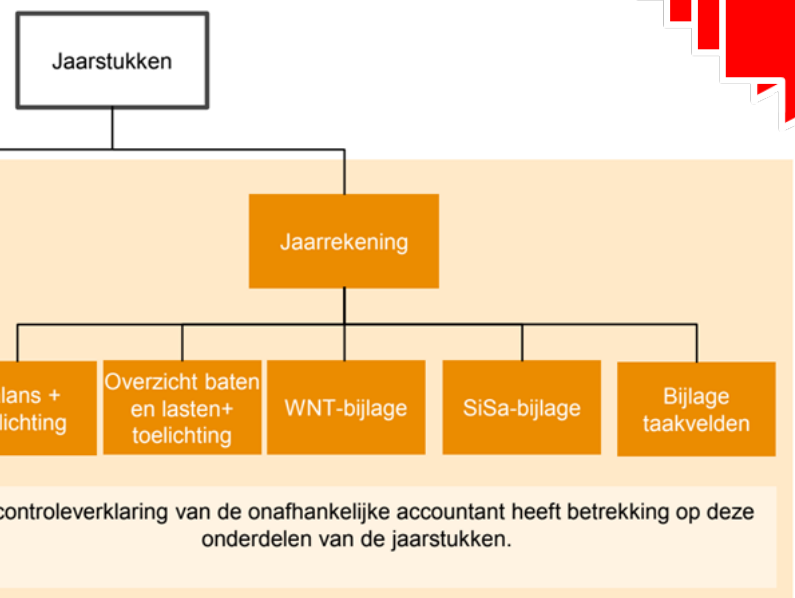 Jaarstukken
Jaarrekening
lans +
lichting
Overzicht baten
en lasten+
toelichting
WNT-bijlage
SiSa-bijlage
Bijlage
taakvelden
controleverklaring van de onafhankelijke accountant heeft betrekking op deze
onderdelen van de jaarstukken.